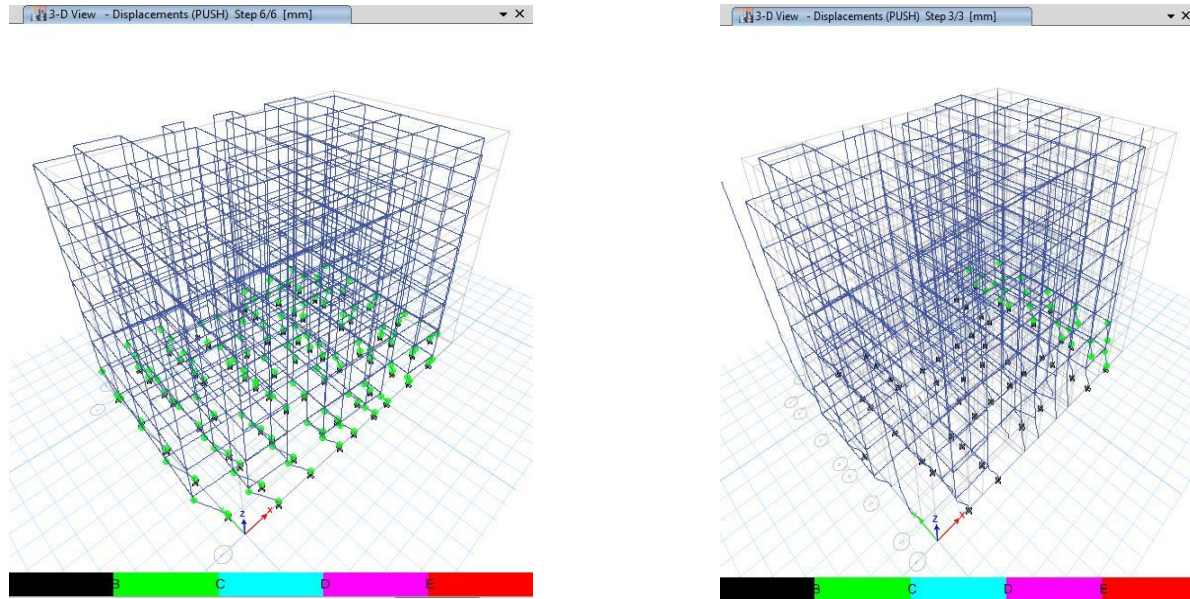 3-D View - Displacements (PUSH) Step 6/6 [mm]
X
Z
B C D E
3-D View - Displacements (PUSH) Step 3/3 [mm]
X
Y
Z
B C D E